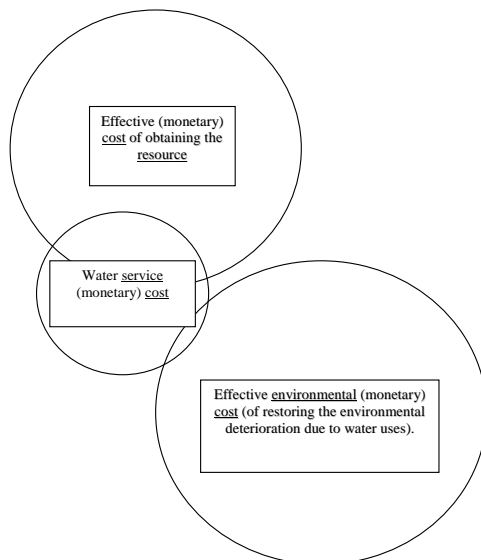 Effective (monetary)
cost of obtaining the
resource
Water service
(monetary) cost
Effective environmental (monetary)
cost (of restoring the environmental
deterioration due to water uses).